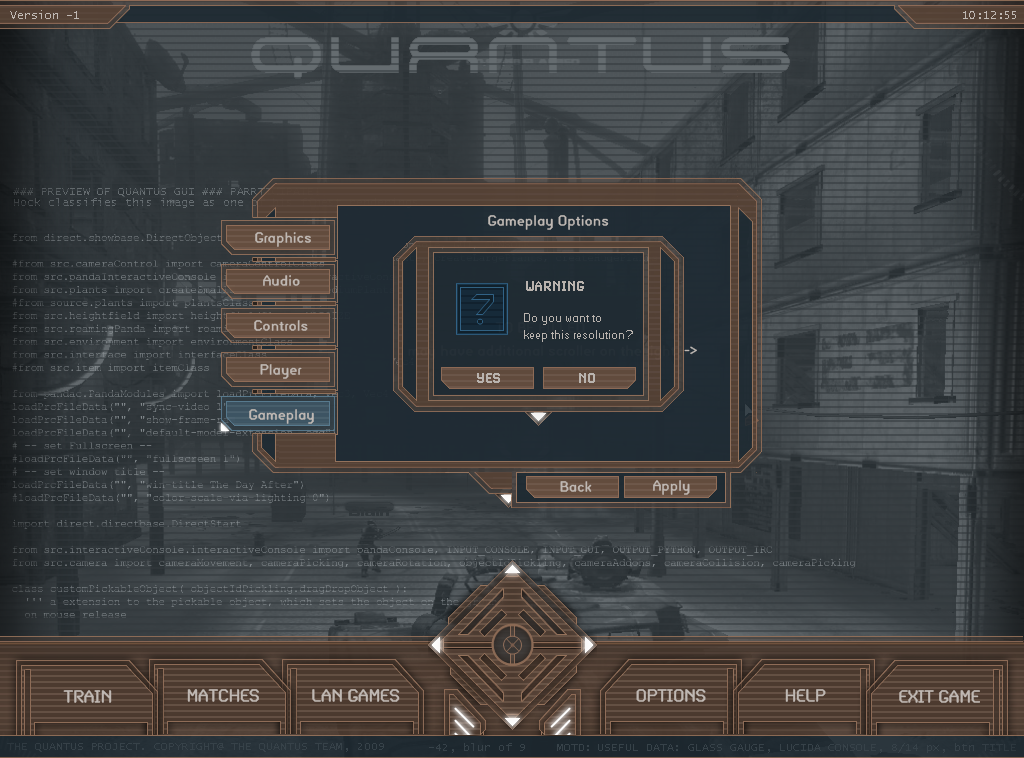 Version -1
10:12:55
QUANTUS
### PREVIEW OF QUANTUS GUI ### PARRT
Hock classifies this image as one
Gameplay Options
from direct.showbase.DirectObject
Graphics
#from src.cameraControl import
from src.pandaInteractiveConsole
Audio
from src.plants import
#from source.plants import plantsClass
WARNING
from src.heightfield import
Do you want to
keep this resolution?
Controls
from src.roamingPanda import
from src.enviroment import enviromentClass
from src.interface import interfaceClass
->
#from src.item import itemClass
Player
YES
NO
from pandac.PandaModules import
loadPrcFileData("", "sync-video
Gameplay
loadPrcFileData("", "show-frame-
loadPrcFileData("", "default-model-extension
# -- set Fullscreen --
#loadPrcFileData("", "fullscreen 1")
# -- set window title --
loadPrcFileData("", "win-title The Day After")
Back
Apply
#loadPrcFileData("", "color-scale-via-lighting 0")
import direct.directbase.DirectStart
from src.interactiveConsole.interactiveConsole import pandaConsole, INPUT_CONSOLE, INPUT_GUI, OUTPUT_PYTHON, OUTPUT_IRC
from src.camera import cameraMovement, cameraPicking, cameraRotation, objectIdPickling, cameraAddons, cameraCollision, cameraPicking
class customPickableObject( objectIdPickling.dragDropObject ):
''' a extension to the pickable object, which sets the object on the
on mouse release
TRAIN
MATCHES
LAN GAMES
OPTIONS
HELP
EXIT GAME
THE QUANTUS PROJECT. COPYRIGHT© THE QUANTUS TEAM, 2009
-42, blur of 9
MOTD: USEFUL DATA: GLASS GAUGE, LUCIDA CONSOLE, 8/14 px, btn TITLE